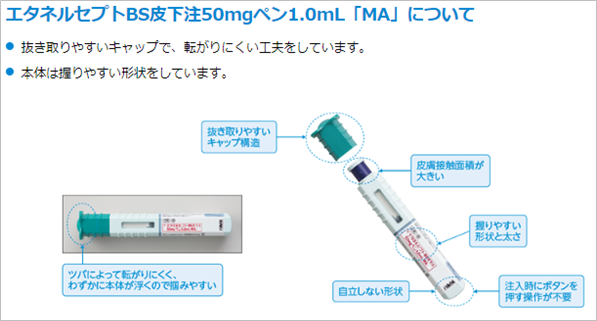 エタネルセプトBS皮下注50mgペン1.0mL「MA」について
● 抜き取りやすいキャップで、転がりにくい工夫をしています。
● 本体は握りやすい形状をしています。
抜き取りやすい
キャップ構造
皮膚接触面積が
大きい
握りやすい
形状と太さ
ツバによって転がりにくく、
わずかに本体が浮くので掴みやすい
自立しない形状
注入時にボタンを
押す操作が不要